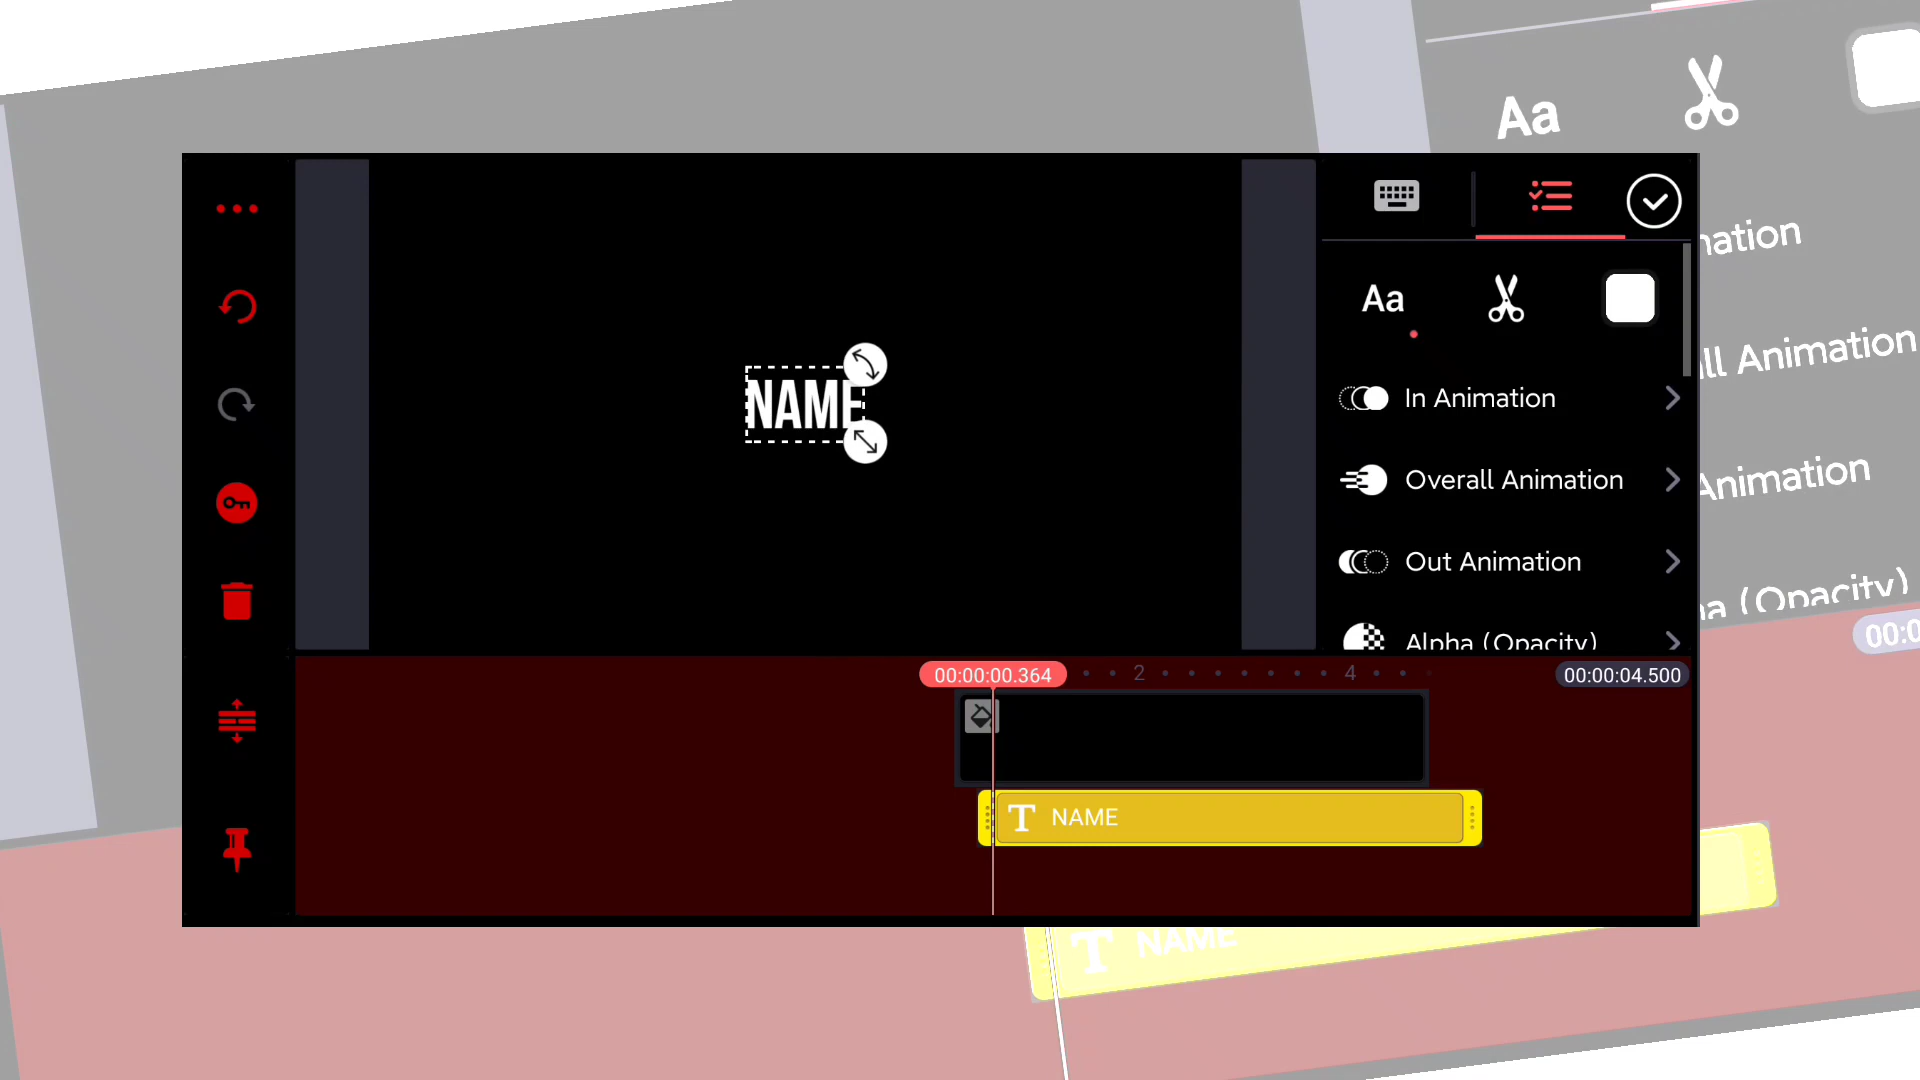 Aa
Aa
In Animation
Overall Animation
Out Animation
Alpha (Opacity)
NAME
00:00:00.364
2
4
00:00:04.500
NAME
nation
ll Animation
Animation
a (Opacity)
00:0
NAME